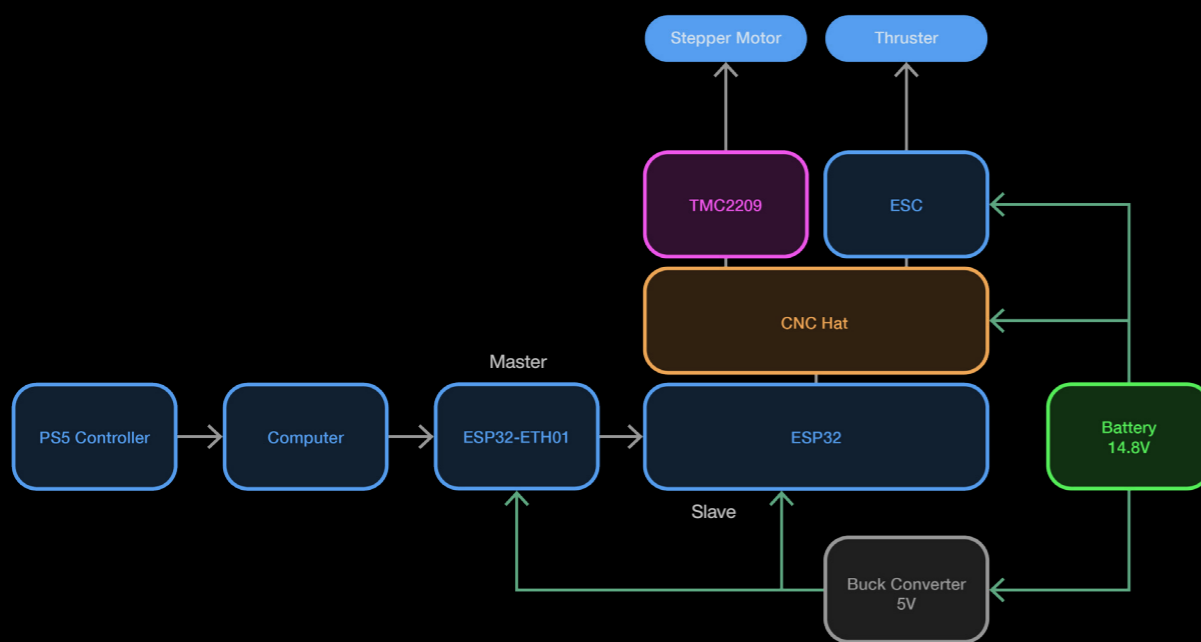 Stepper Motor
Thruster
TMC2209
ESC
CNC Hat
Master
PS5 Controller
Computer
ESP32-ETH01
ESP32
Battery
14.8V
Slave
Buck Converter
5V